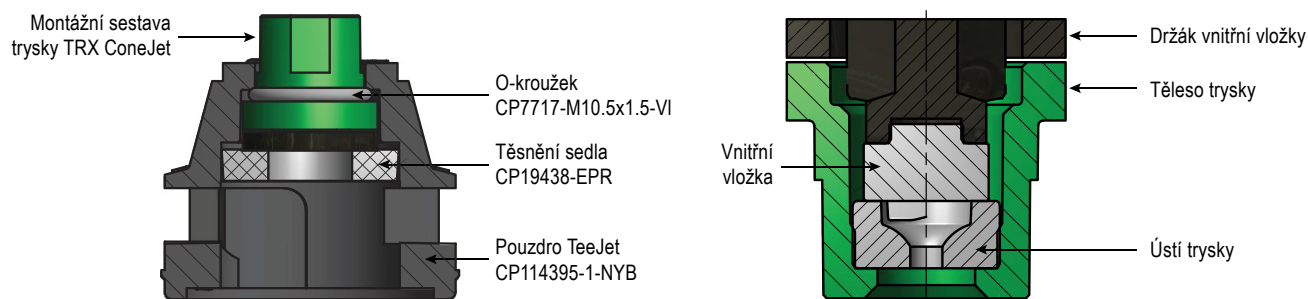 Montážní sestava
trysky TRX ConeJet
O-kroužek
CP7717-M10.5x1.5-VI
Těsnění sedla
CP19438-EPR
Pouzdro TeeJet
CP114395-1-NYB
Držák vnitřní vložky
Těleso trysky
Vnitřní
vložka
Ústí trysky